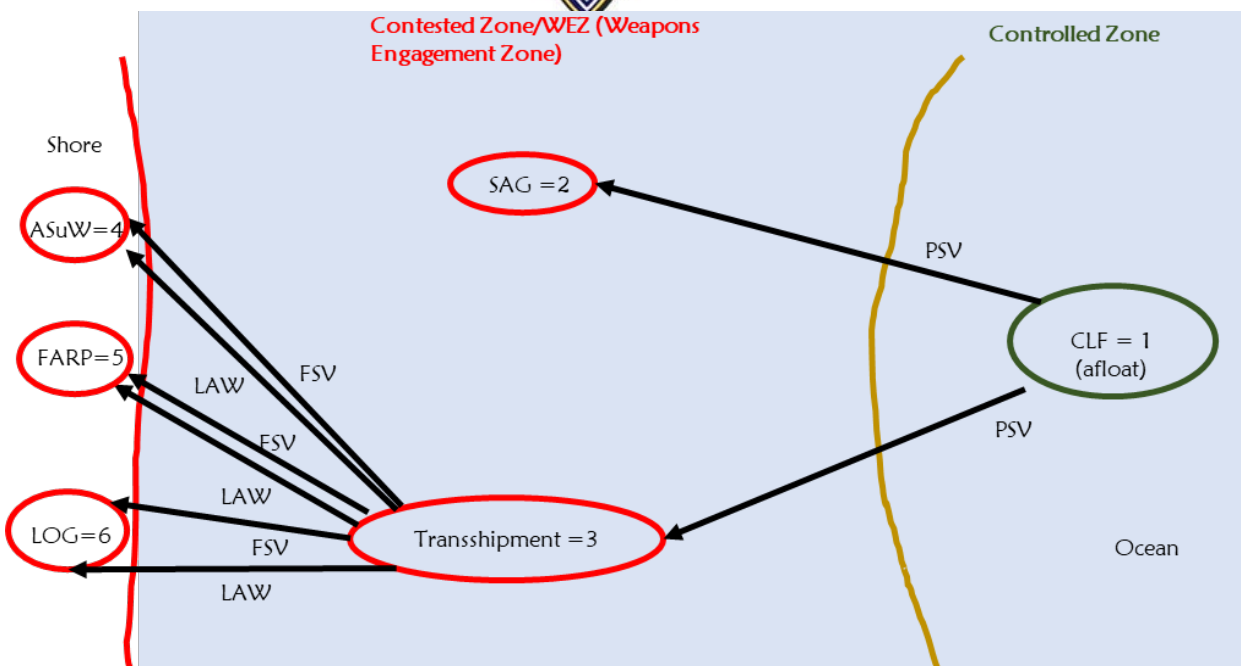 Contested Zone/WEZ (Weapons
Engagement Zone)
Controlled Zone
Shore
SAG =2
ASuW=4
PSV
CLF = 1
(afloat)
FARP=5
FSV
LAW
PSV
FSV
LAW
LOG=6
Transshipment =3
FSV
Ocean
LAW